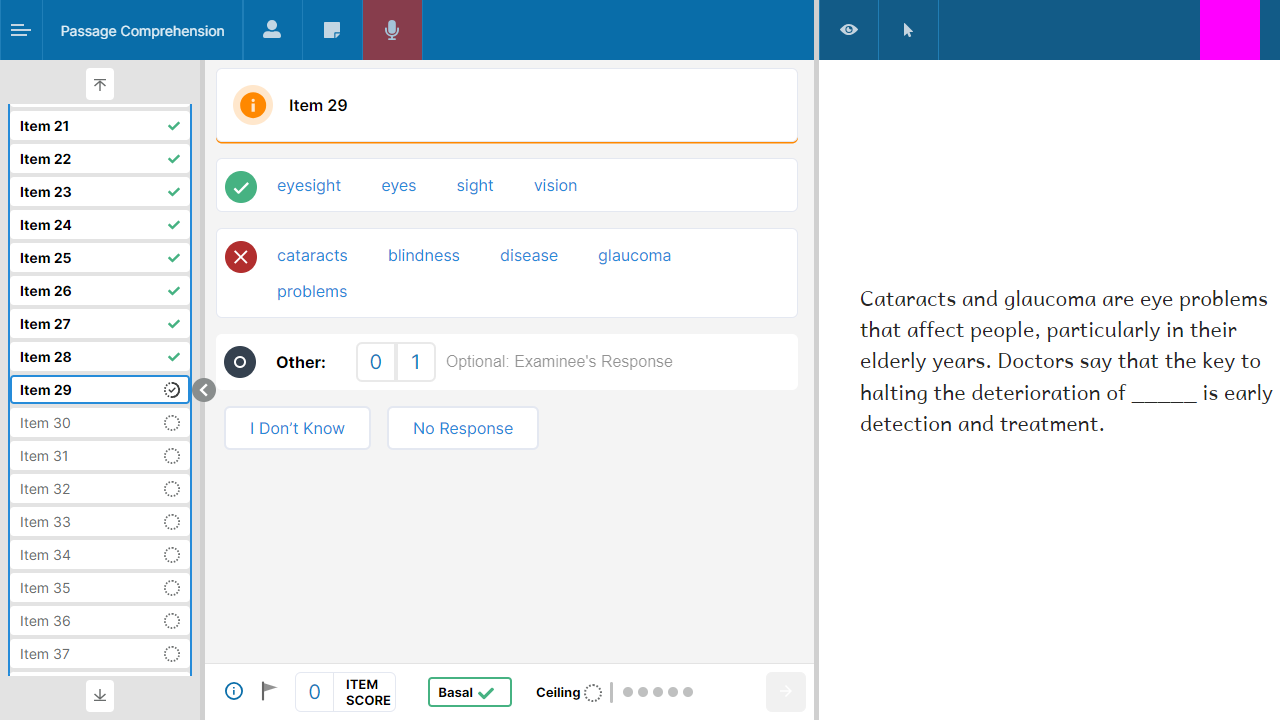 Passage Comprehension
Item 21
Item 22
Item 23
Item 24
Item 25
Item 26
Item 27
Item 28
Item 29
Item 30
Item 31
Item 32
Item 33
Item 34
Item 35
Item 36
Item 37
Item 29
eyesight eyes sight vision
cataracts blindness disease glaucoma
problems
Other: 0 1 Optional: Examinee's Response
I Don't Know No Response
0 ITEM SCORE Basal Ceiling
Cataracts and glaucoma are eye problems
that affect people, particularly in their
elderly years. Doctors say that the key to
halting the deterioration of _____ is early
detection and treatment.